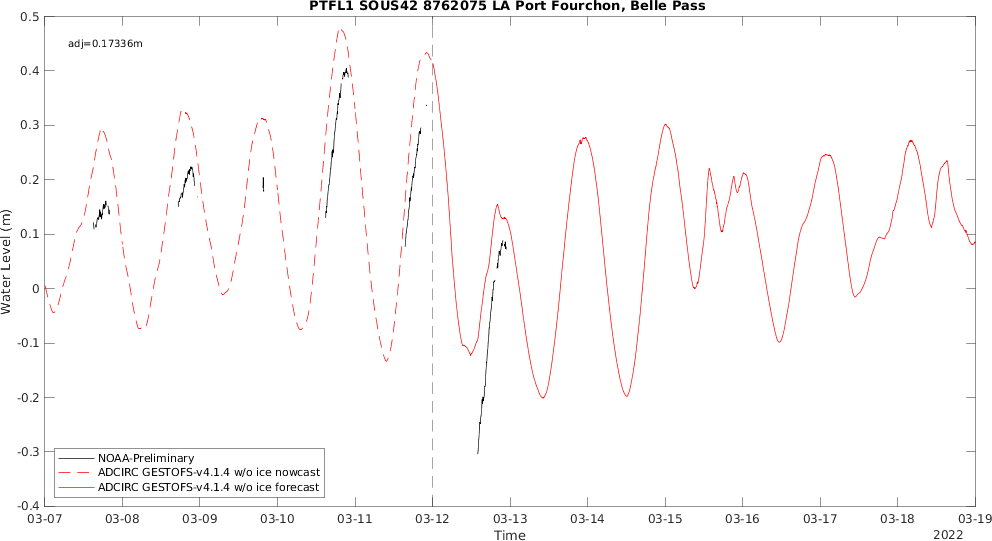 PTFL1 SOUS42 8762075 LA Port Fourchon, Belle Pass
adj=0.17336m
0.5
0.4
0.3
0.2
0.1
0
-0.1
-0.2
-0.3
-0.4
Water Level (m)
NOAA-Preliminary
ADCIRC GESTOFS-v4.1.4 w/o ice nowcast
ADCIRC GESTOFS-v4.1.4 w/o ice forecast
03-07 03-08 03-09 03-10 03-11 03-12 03-13 03-14 03-15 03-16 03-17 03-18 03-19
Time
2022